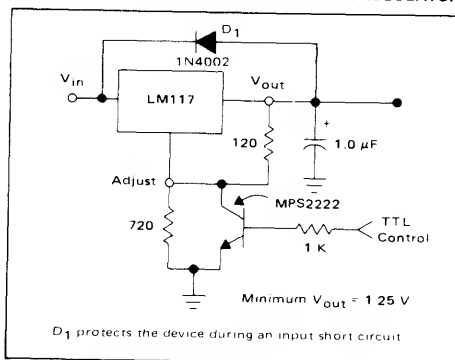 D1
1N4002
Vin
Vout
LM117
+
120
1.0 µF
Adjust
MPS2222
720
TTL
Control
1 K
Minimum Vout = 1 25 V
D1 protects the device during an input short circuit